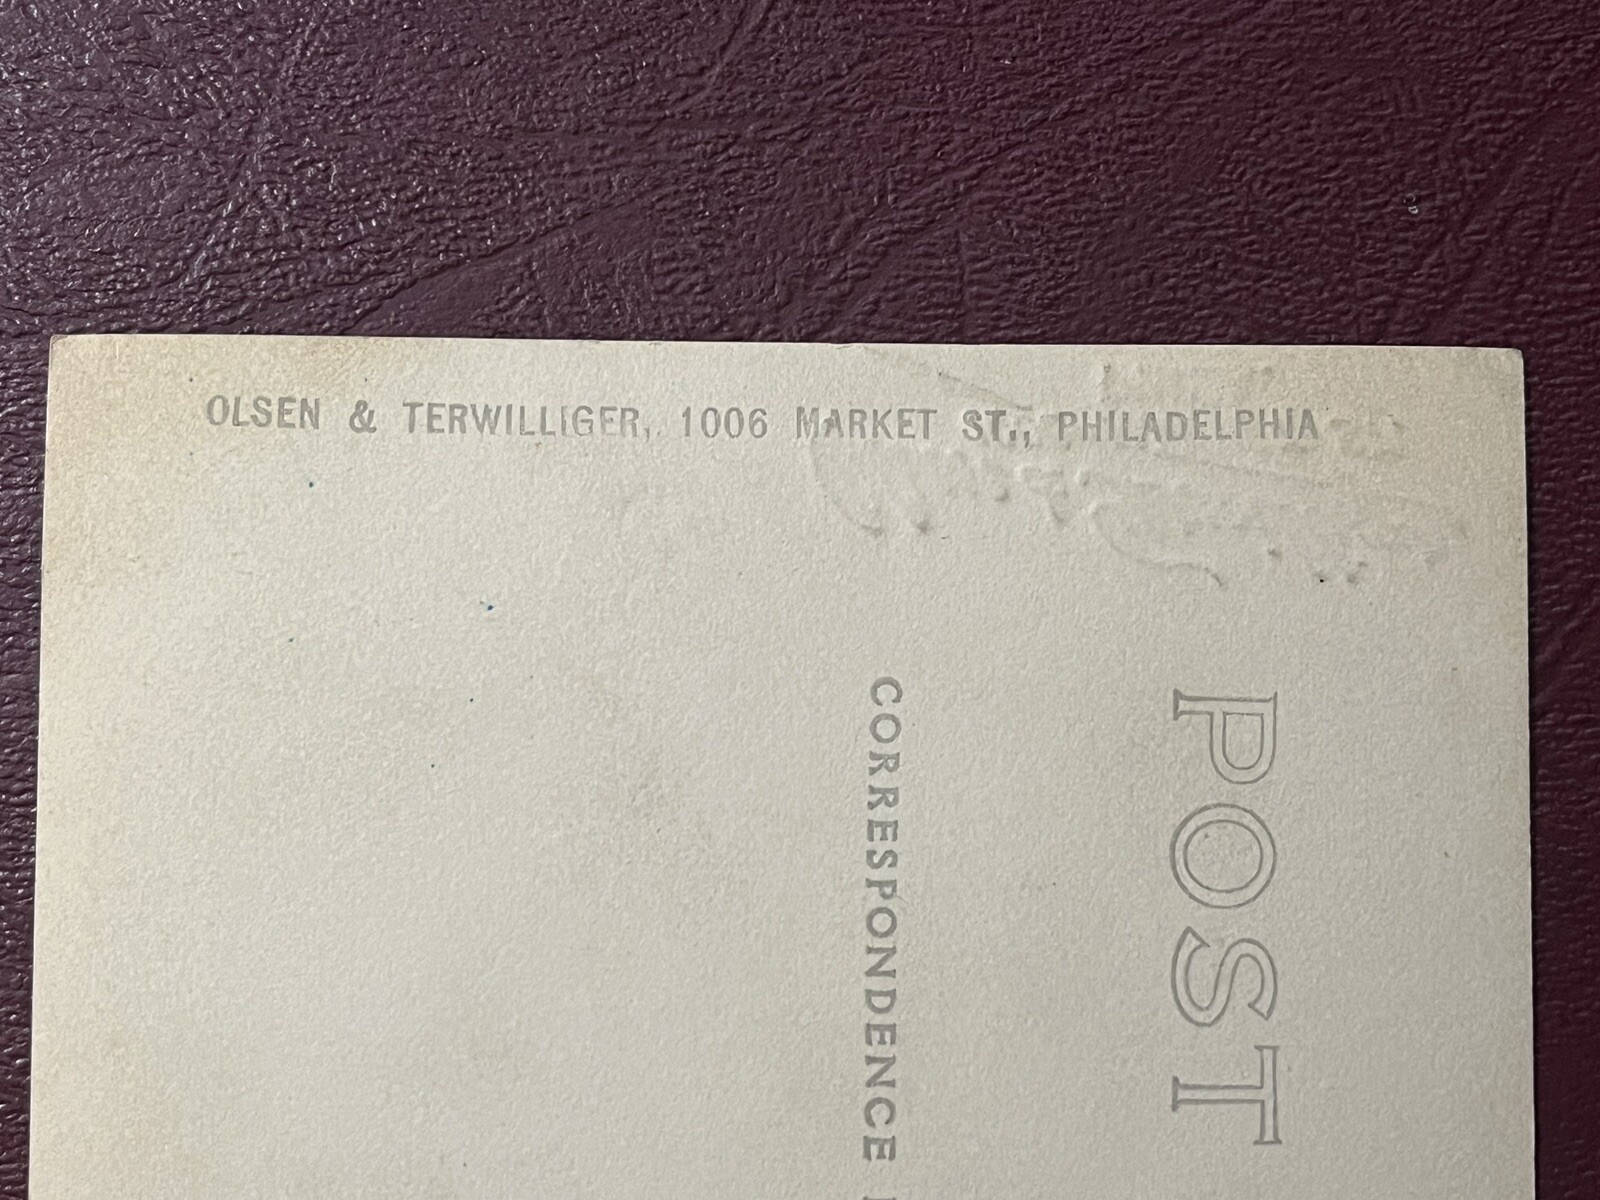 OLSEN & TERWILLIGER, 1006 MARKET ST., PHILADELPHIA
POST
CORRESPONDENCE